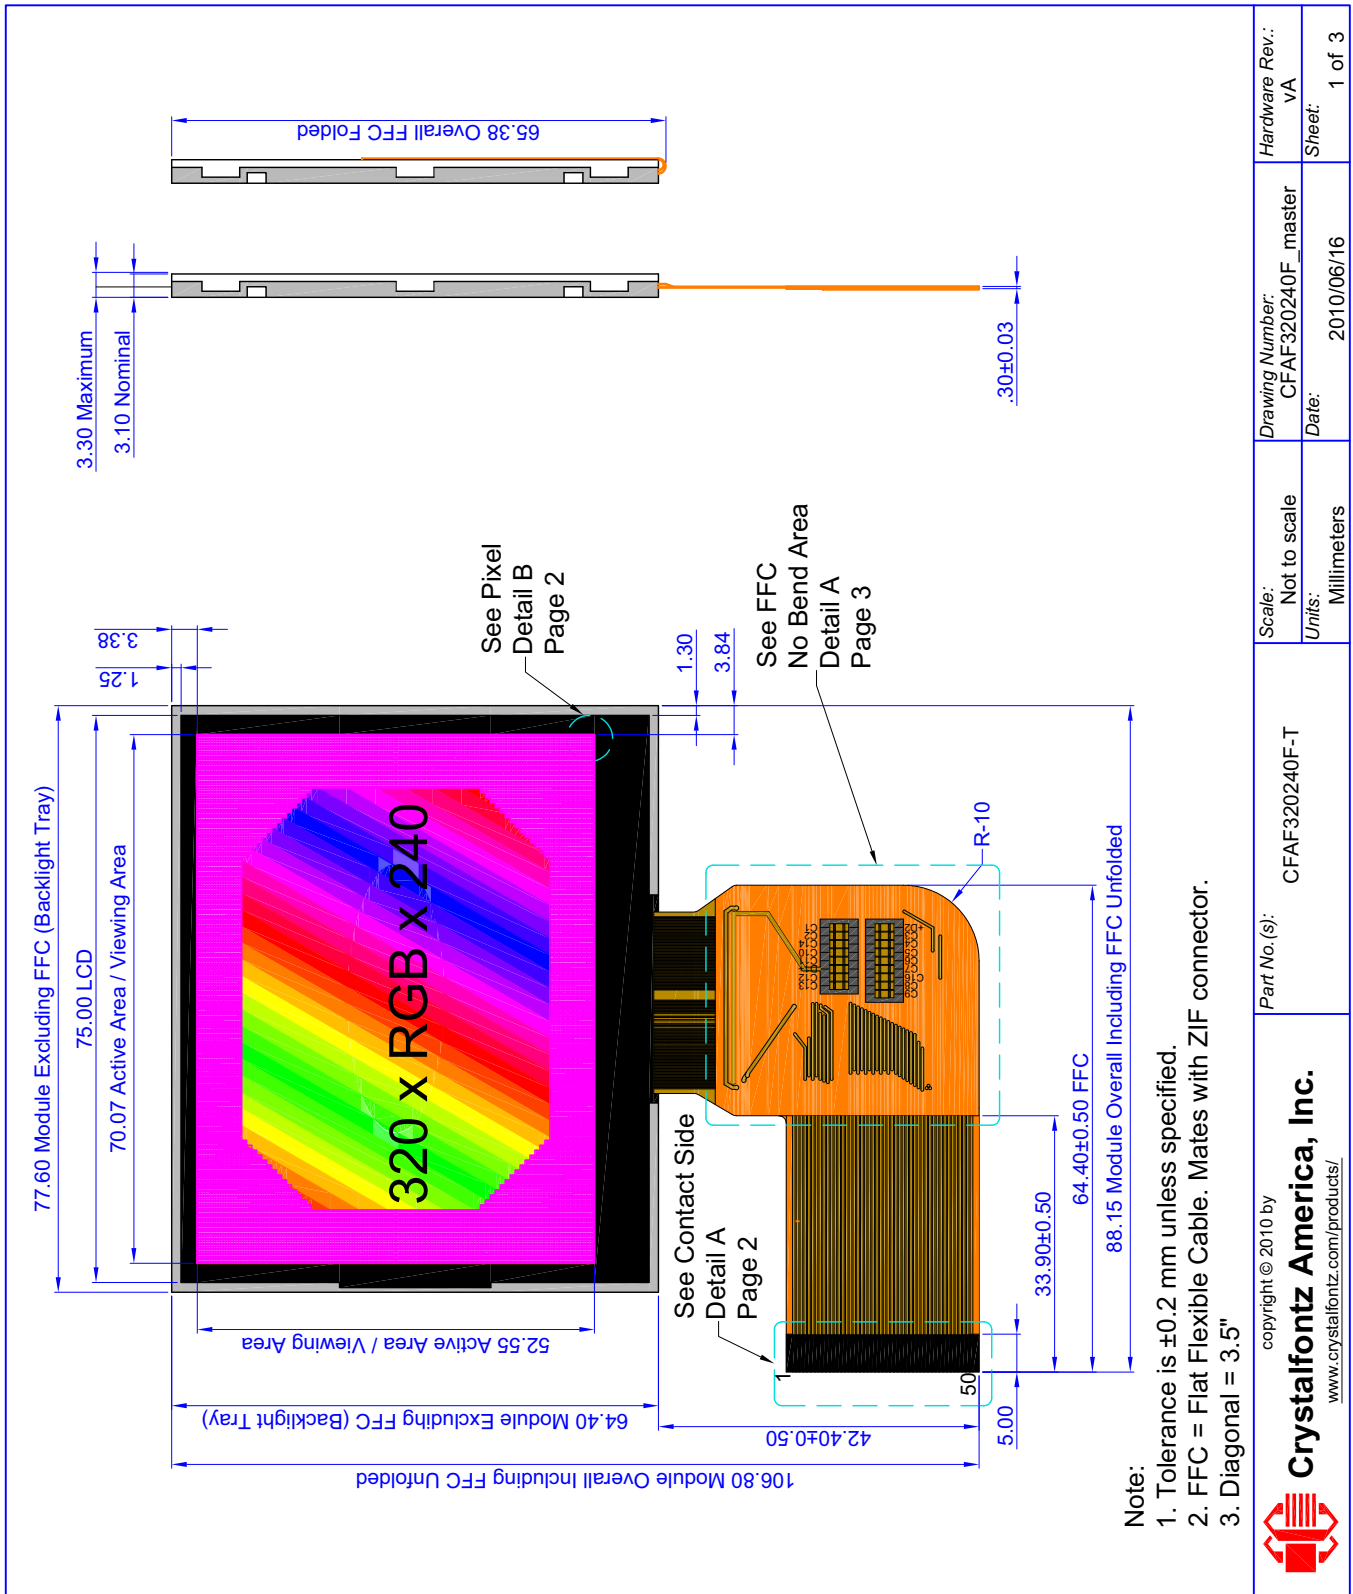 77.60 Module Excluding FFC (Backlight Tray)
75.00 LCD
70.07 Active Area / Viewing Area
1.25
3.38
3.30 Maximum
3.10 Nominal
65.38 Overall FFC Folded
.30±0.03
320 x RGB x 240
See Pixel
Detail B
Page 2
1.30
3.84
See FFC
No Bend Area
Detail A
Page 3
R-10
52.55 Active Area / Viewing Area
64.40 Module Excluding FFC (Backlight Tray)
106.80 Module Overall Including FFC Unfolded
42.40±0.50
See Contact Side
Detail A
Page 2
1
50
5.00
33.90±0.50
64.40±0.50 FFC
88.15 Module Overall Including FFC Unfolded
Note:
1. Tolerance is ±0.2 mm unless specified.
2. FFC = Flat Flexible Cable. Mates with ZIF connector.
3. Diagonal = 3.5"
copyright © 2010 by
Crystalfontz America, Inc.
www.crystalfontz.com/products/
Part No.(s):
CFAF320240F-T
Scale:
Not to scale
Units:
Millimeters
Drawing Number:
CFAF320240F_master
Date:
2010/06/16
Hardware Rev.:
vA
Sheet:
1 of 3